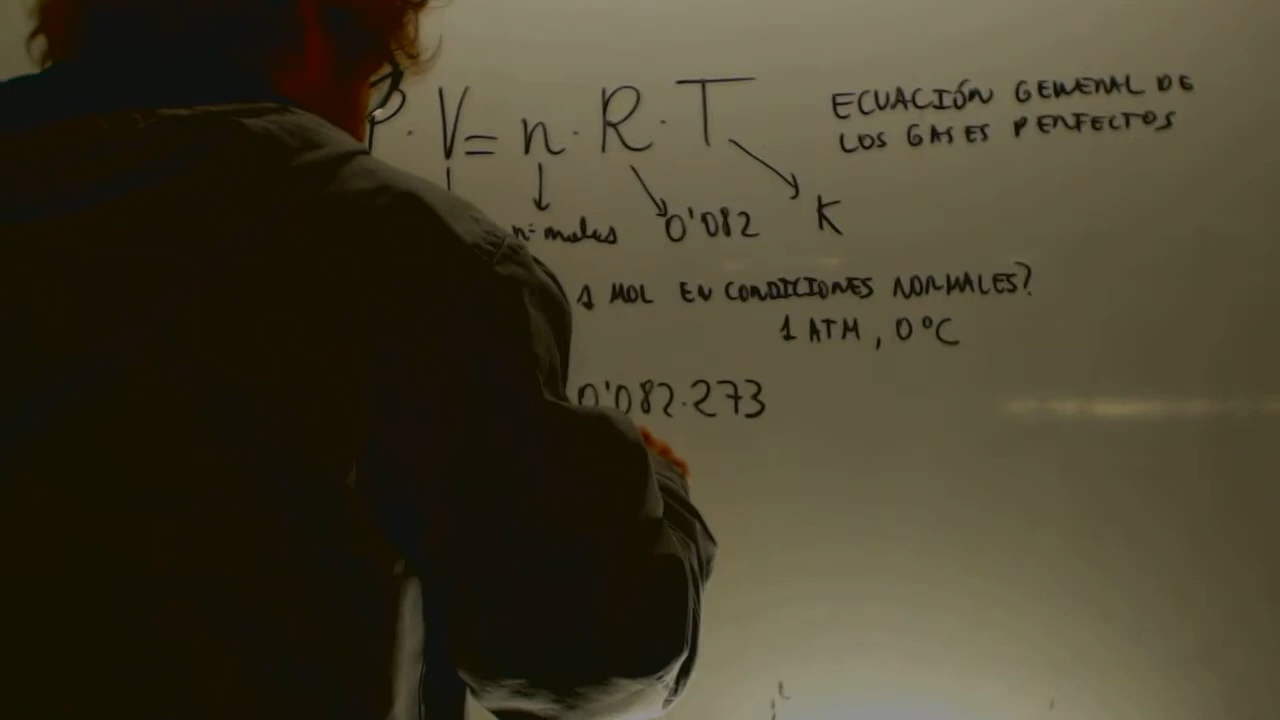 P·V=n·R·T
ECUACIÓN GENERAL DE
LOS GASES PERFECTOS
nº moles 0'082 K
1 MOL EN CONDICIONES NORMALES?
1 ATM, 0ºC
0'082·273